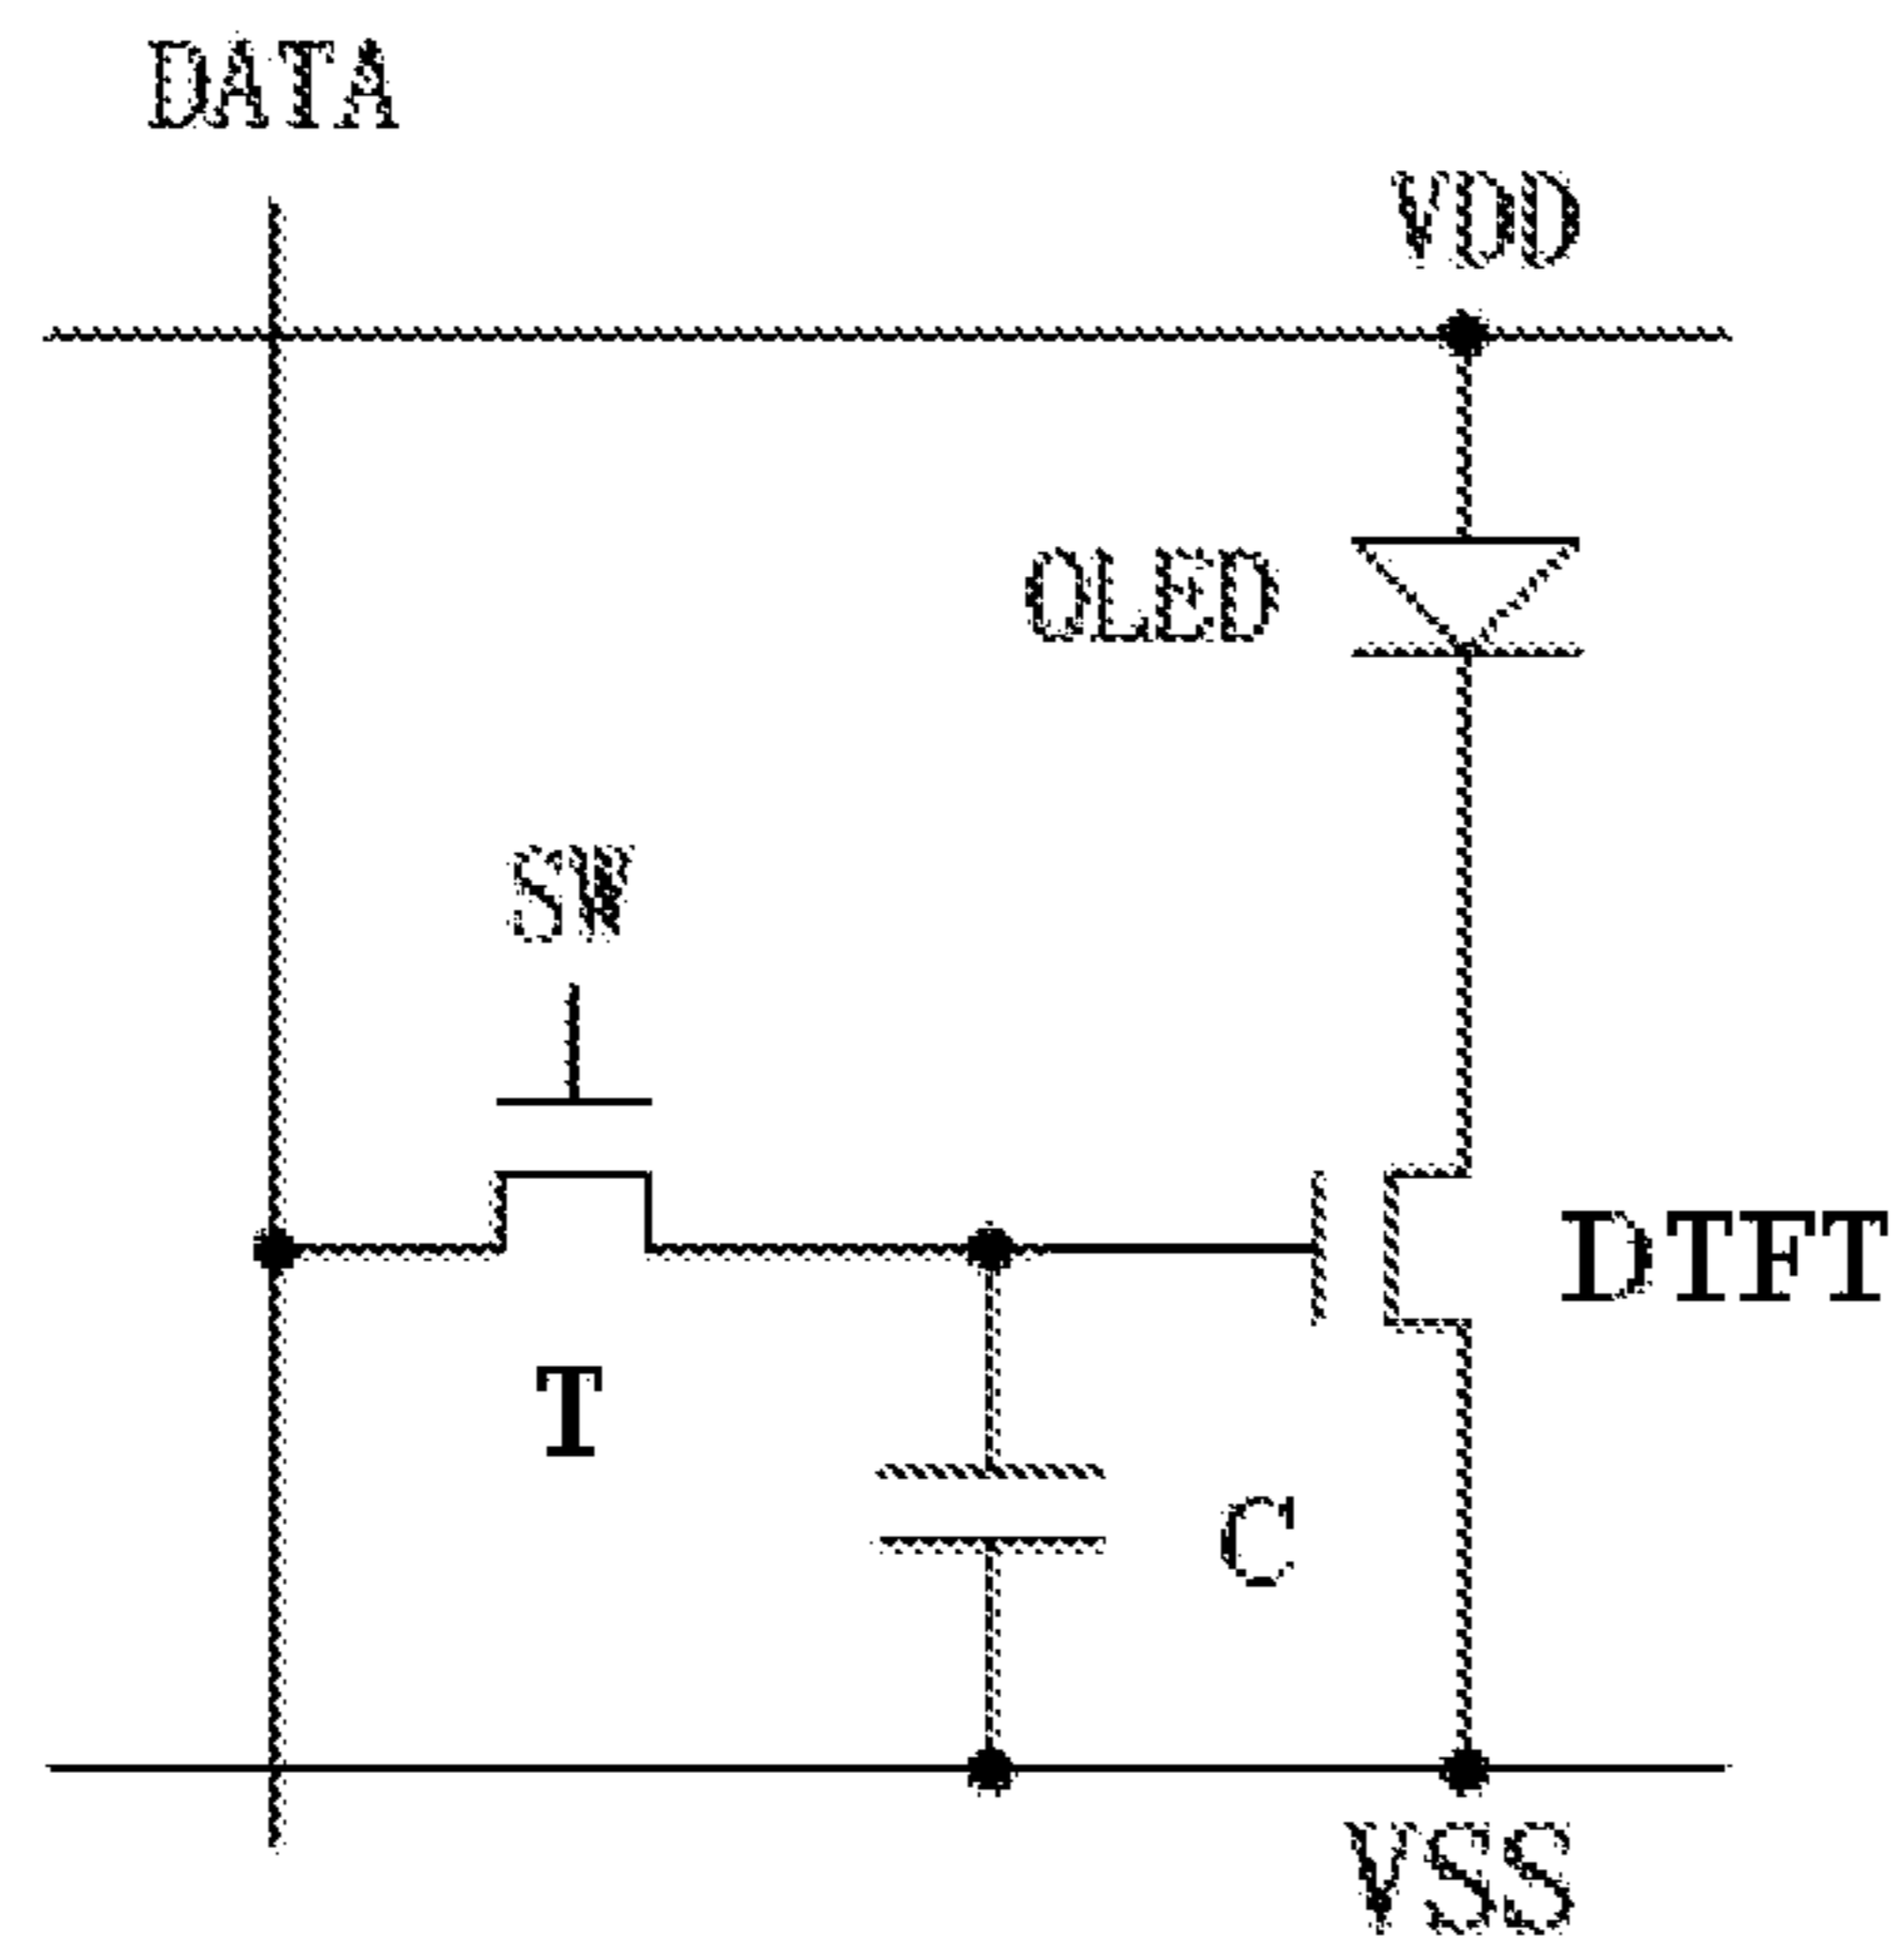 DATA
VDD
OLED
SW
DTFT
T
C
VSS